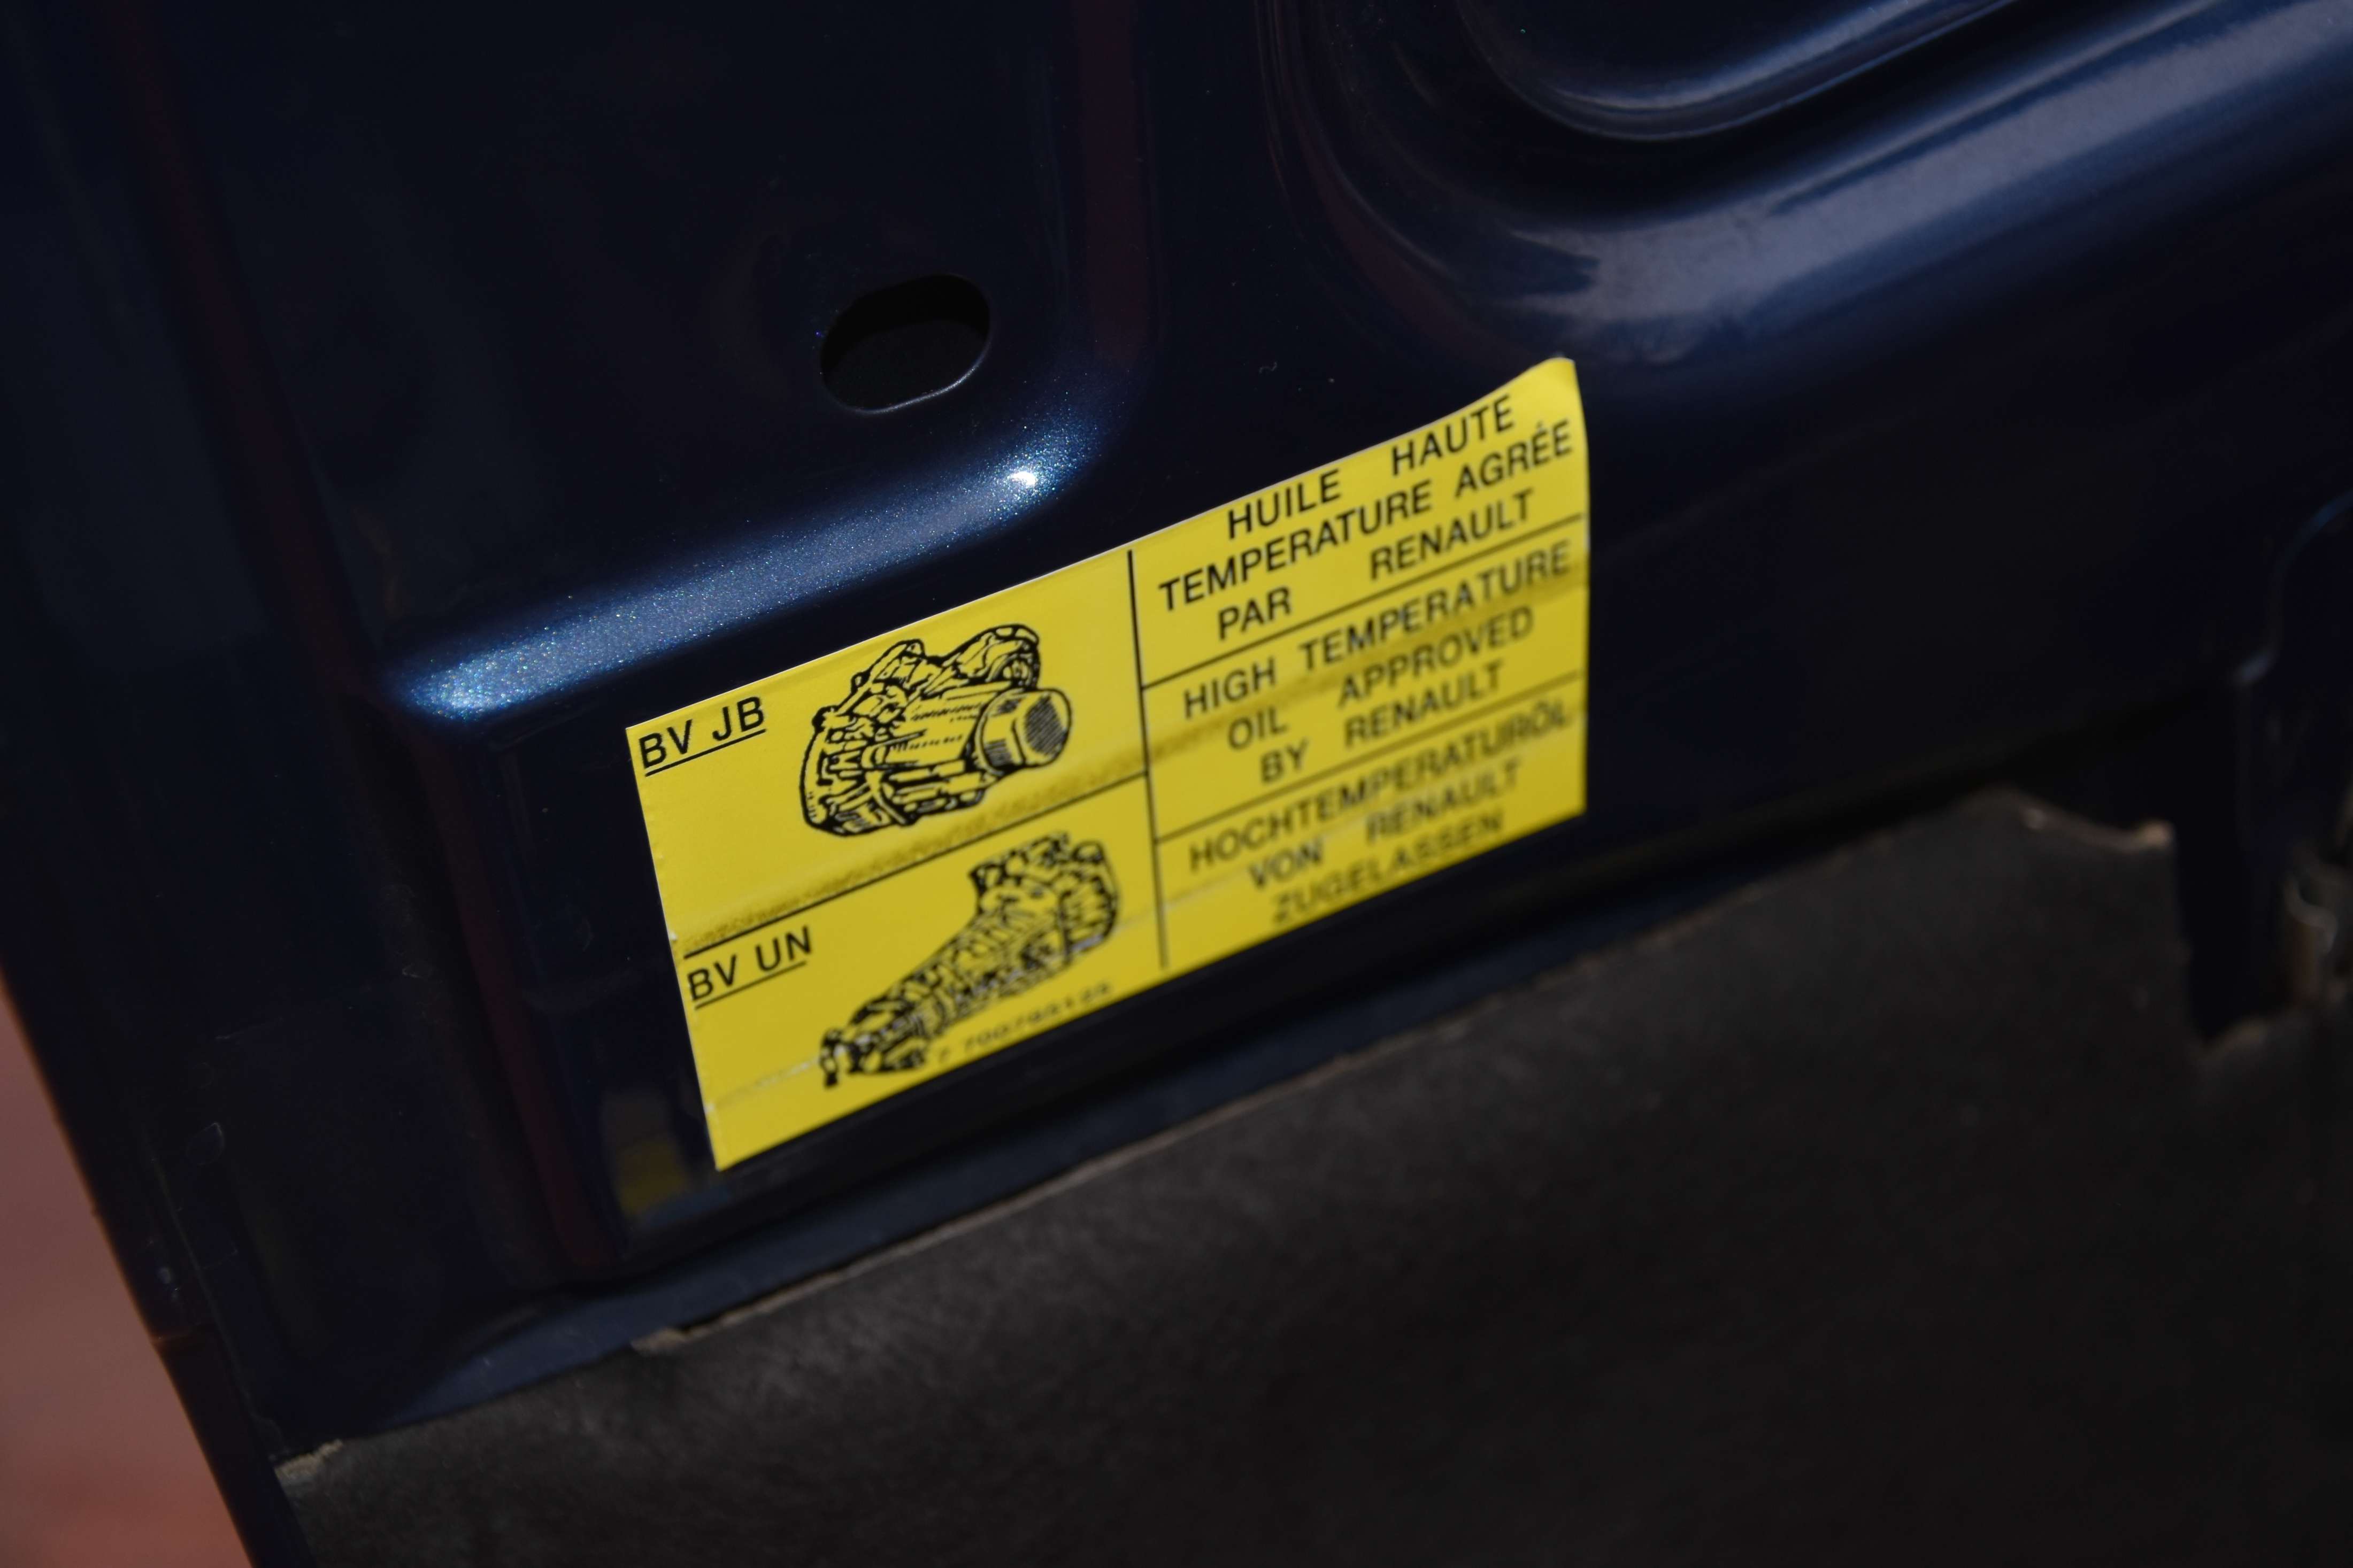 BV JB
BV UN
HUILE HAUTE
TEMPERATURE AGRÉE
PAR RENAULT
HIGH TEMPERATURE
OIL APPROVED
BY RENAULT
HOCHTEMPERATURÖL
VON RENAULT
ZUGELASSEN